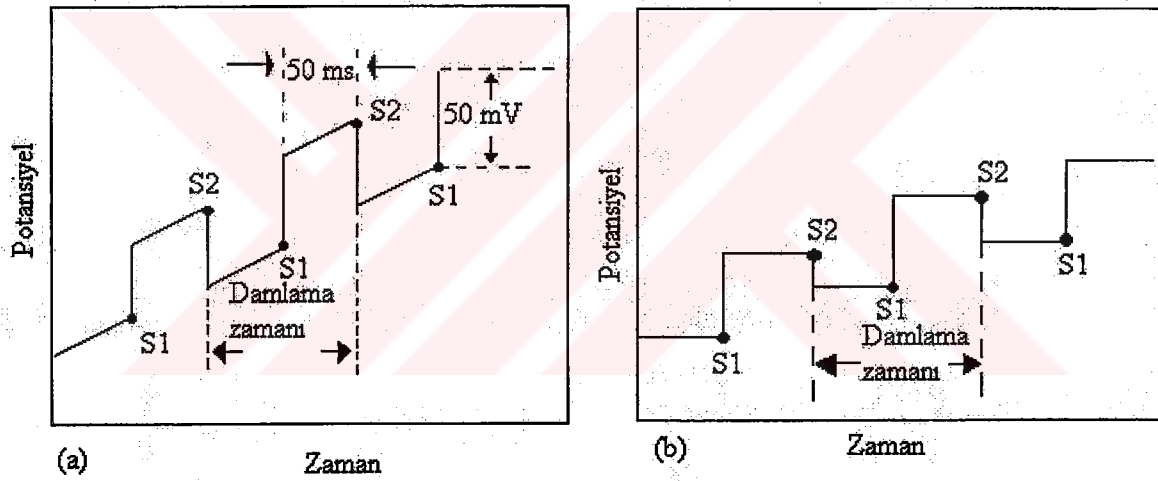 50 ms
S2
50 mV
S1
S2
S1
S1
Damlama
zamanı
Potansiyel
(a)
Zaman
S2
S2
S1
S1
S1
Damlama
zamanı
Potansiyel
(b)
Zaman